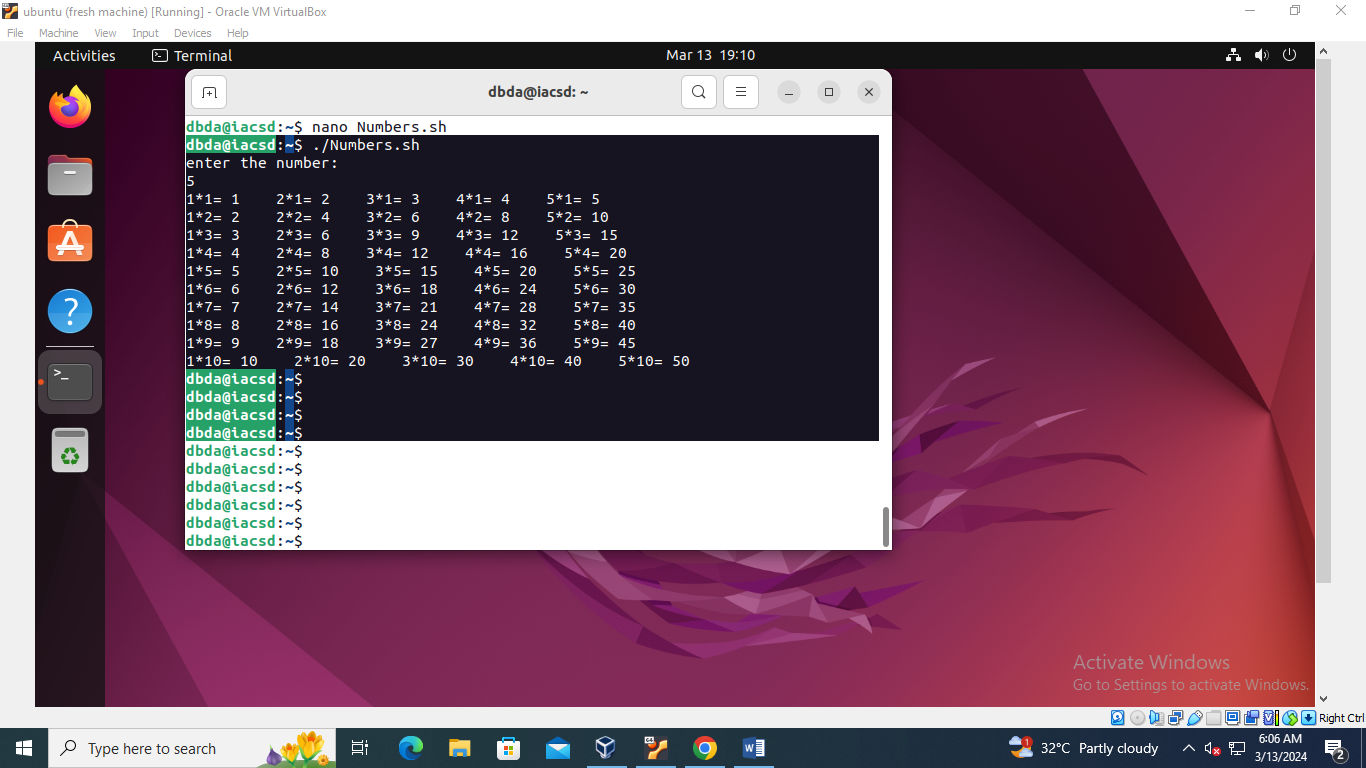 ubuntu (fresh machine) [Running] - Oracle VM VirtualBox
File Machine View Input Devices Help
Activities Terminal Mar 13 19:10
dbda@iacsd: ~
dbda@iacsd:~$ nano Numbers.sh
dbda@iacsd:~$ ./Numbers.sh
enter the number:
5
1*1= 1    2*1= 2    3*1= 3    4*1= 4    5*1= 5
1*2= 2    2*2= 4    3*2= 6    4*2= 8    5*2= 10
1*3= 3    2*3= 6    3*3= 9    4*3= 12    5*3= 15
1*4= 4    2*4= 8    3*4= 12    4*4= 16    5*4= 20
1*5= 5    2*5= 10    3*5= 15    4*5= 20    5*5= 25
1*6= 6    2*6= 12    3*6= 18    4*6= 24    5*6= 30
1*7= 7    2*7= 14    3*7= 21    4*7= 28    5*7= 35
1*8= 8    2*8= 16    3*8= 24    4*8= 32    5*8= 40
1*9= 9    2*9= 18    3*9= 27    4*9= 36    5*9= 45
1*10= 10    2*10= 20    3*10= 30    4*10= 40    5*10= 50
dbda@iacsd:~$
dbda@iacsd:~$
dbda@iacsd:~$
dbda@iacsd:~$
dbda@iacsd:~$
dbda@iacsd:~$
dbda@iacsd:~$
dbda@iacsd:~$
dbda@iacsd:~$
dbda@iacsd:~$
Activate Windows
Go to Settings to activate Windows.
Right Ctrl
Type here to search
32°C Partly cloudy
6:06 AM
3/13/2024
2